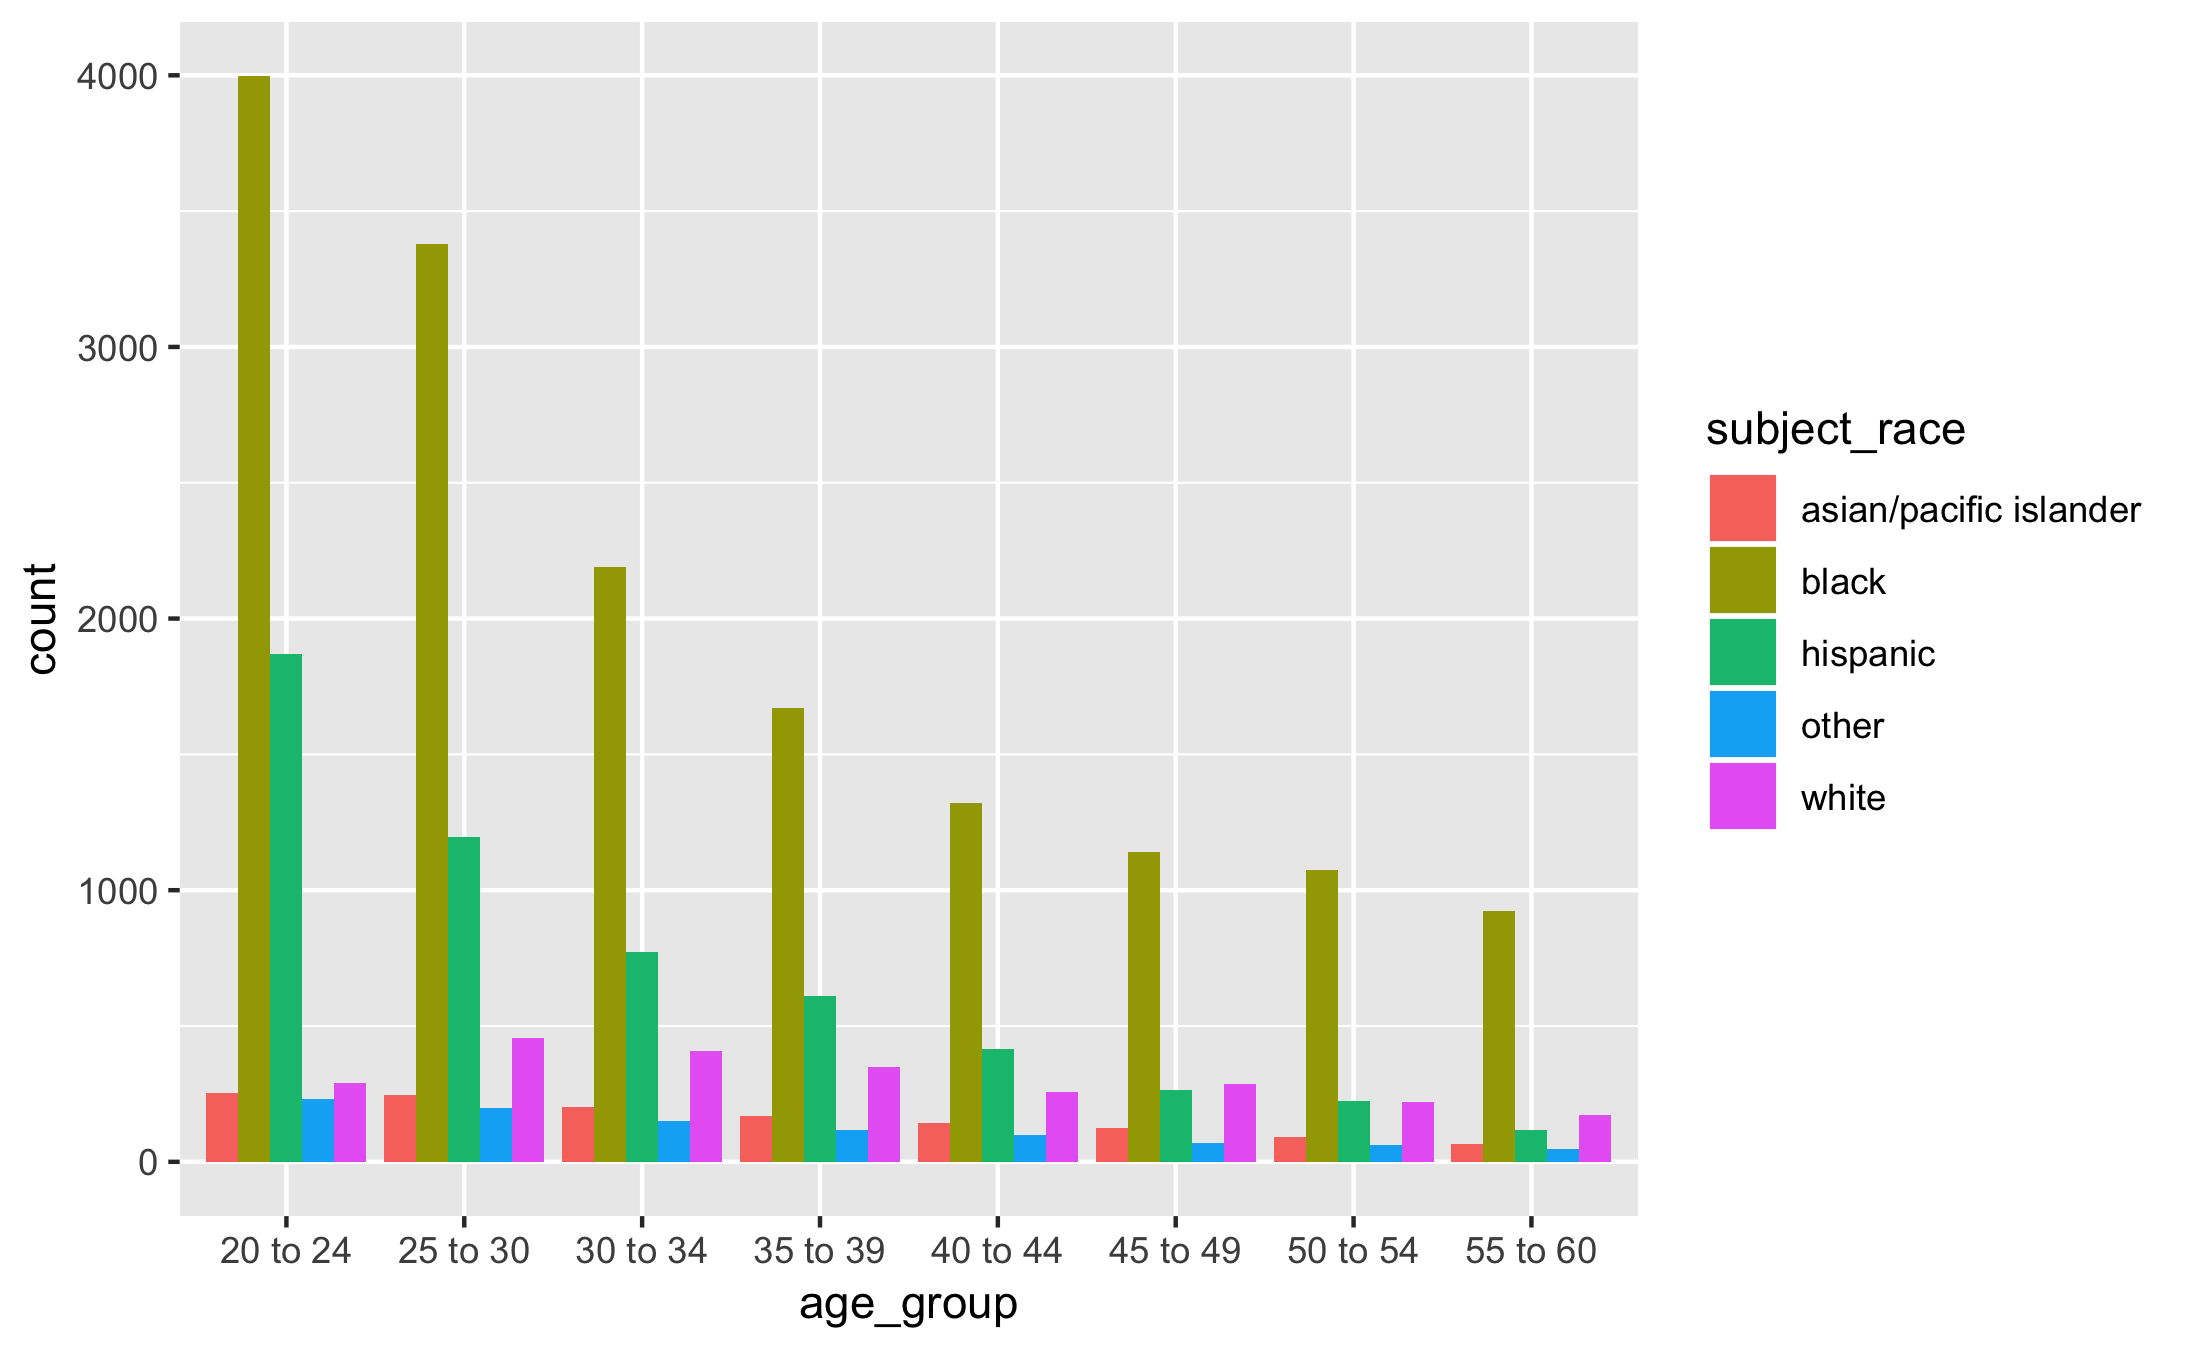 4000
3000
2000
1000
0
count
20 to 24
25 to 30
30 to 34
35 to 39
40 to 44
45 to 49
50 to 54
55 to 60
age_group
subject_race
asian/pacific islander
black
hispanic
other
white